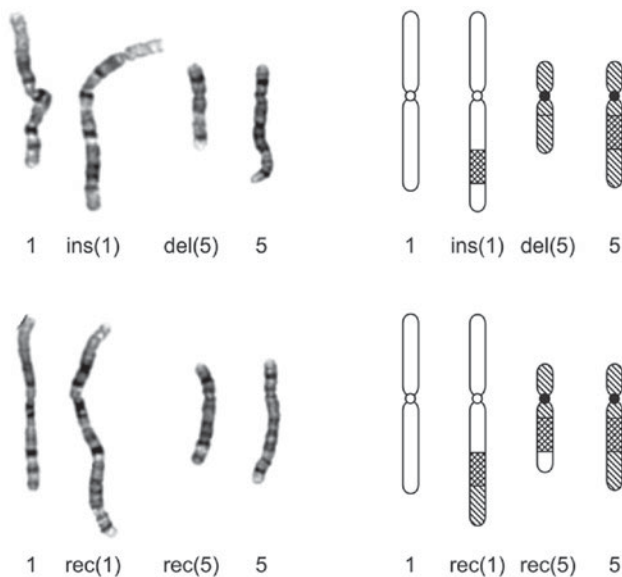 1 ins(1) del(5) 5 1 ins(1) del(5) 5
1 rec(1) rec(5) 5 1 rec(1) rec(5) 5